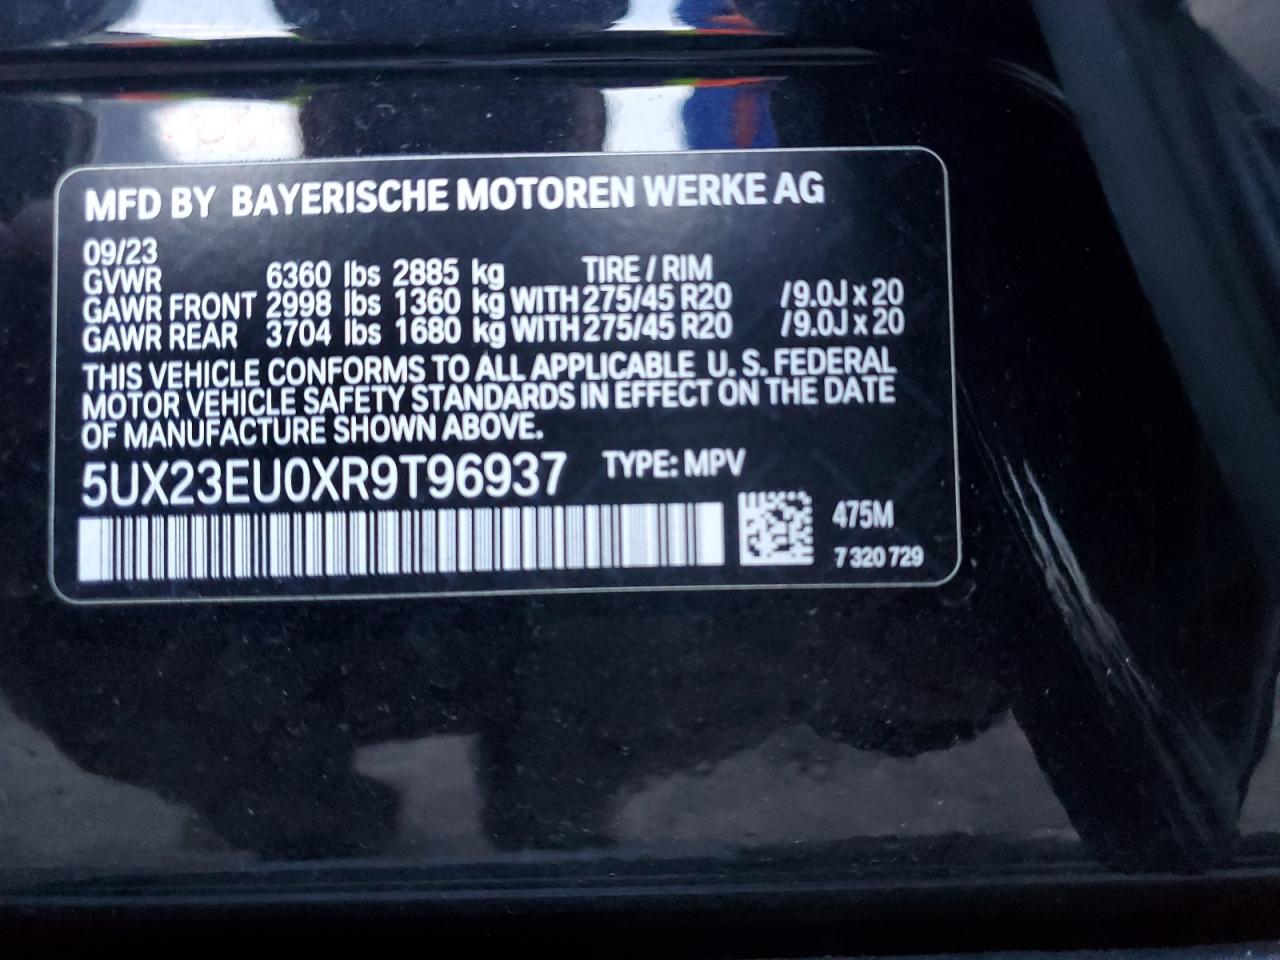 MFD BY BAYERISCHE MOTOREN WERKE AG
09/23
GVWR 6360 lbs 2885 kg TIRE / RIM
GAWR FRONT 2998 lbs 1360 kg WITH 275/45 R20 /9.0J x 20
GAWR REAR 3704 lbs 1680 kg WITH 275/45 R20 /9.0J x 20
THIS VEHICLE CONFORMS TO ALL APPLICABLE U. S. FEDERAL
MOTOR VEHICLE SAFETY STANDARDS IN EFFECT ON THE DATE
OF MANUFACTURE SHOWN ABOVE.
5UX23EU0XR9T96937 TYPE: MPV
475M
7 320 729